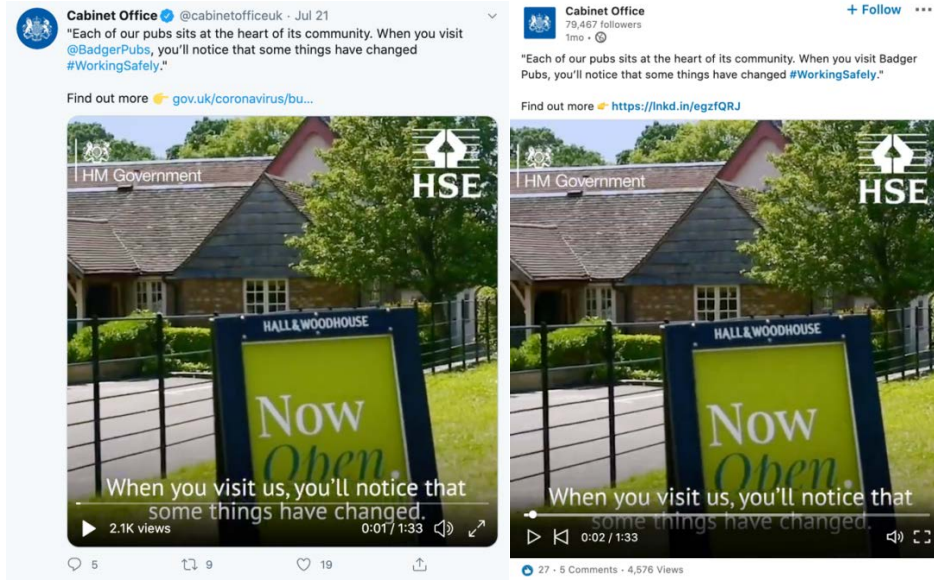 Cabinet Office @cabinetofficeuk · Jul 21
"Each of our pubs sits at the heart of its community. When you visit
@BadgerPubs, you'll notice that some things have changed
#WorkingSafely."
Find out more 👉 gov.uk/coronavirus/bu...
HM Government
HSE
HALL & WOODHOUSE
Now
Open.
When you visit us, you'll notice that
some things have changed.
2.1K views
0:01 / 1:33
5
9
19
Cabinet Office
+ Follow
79,467 followers
1mo
"Each of our pubs sits at the heart of its community. When you visit Badger
Pubs, you'll notice that some things have changed #WorkingSafely."
Find out more 👉 https://lnkd.in/egzfQRJ
HM Government
HSE
HALL & WOODHOUSE
Now
Open.
When you visit us, you'll notice that
some things have changed.
0:02 / 1:33
27 · 5 Comments · 4,576 Views